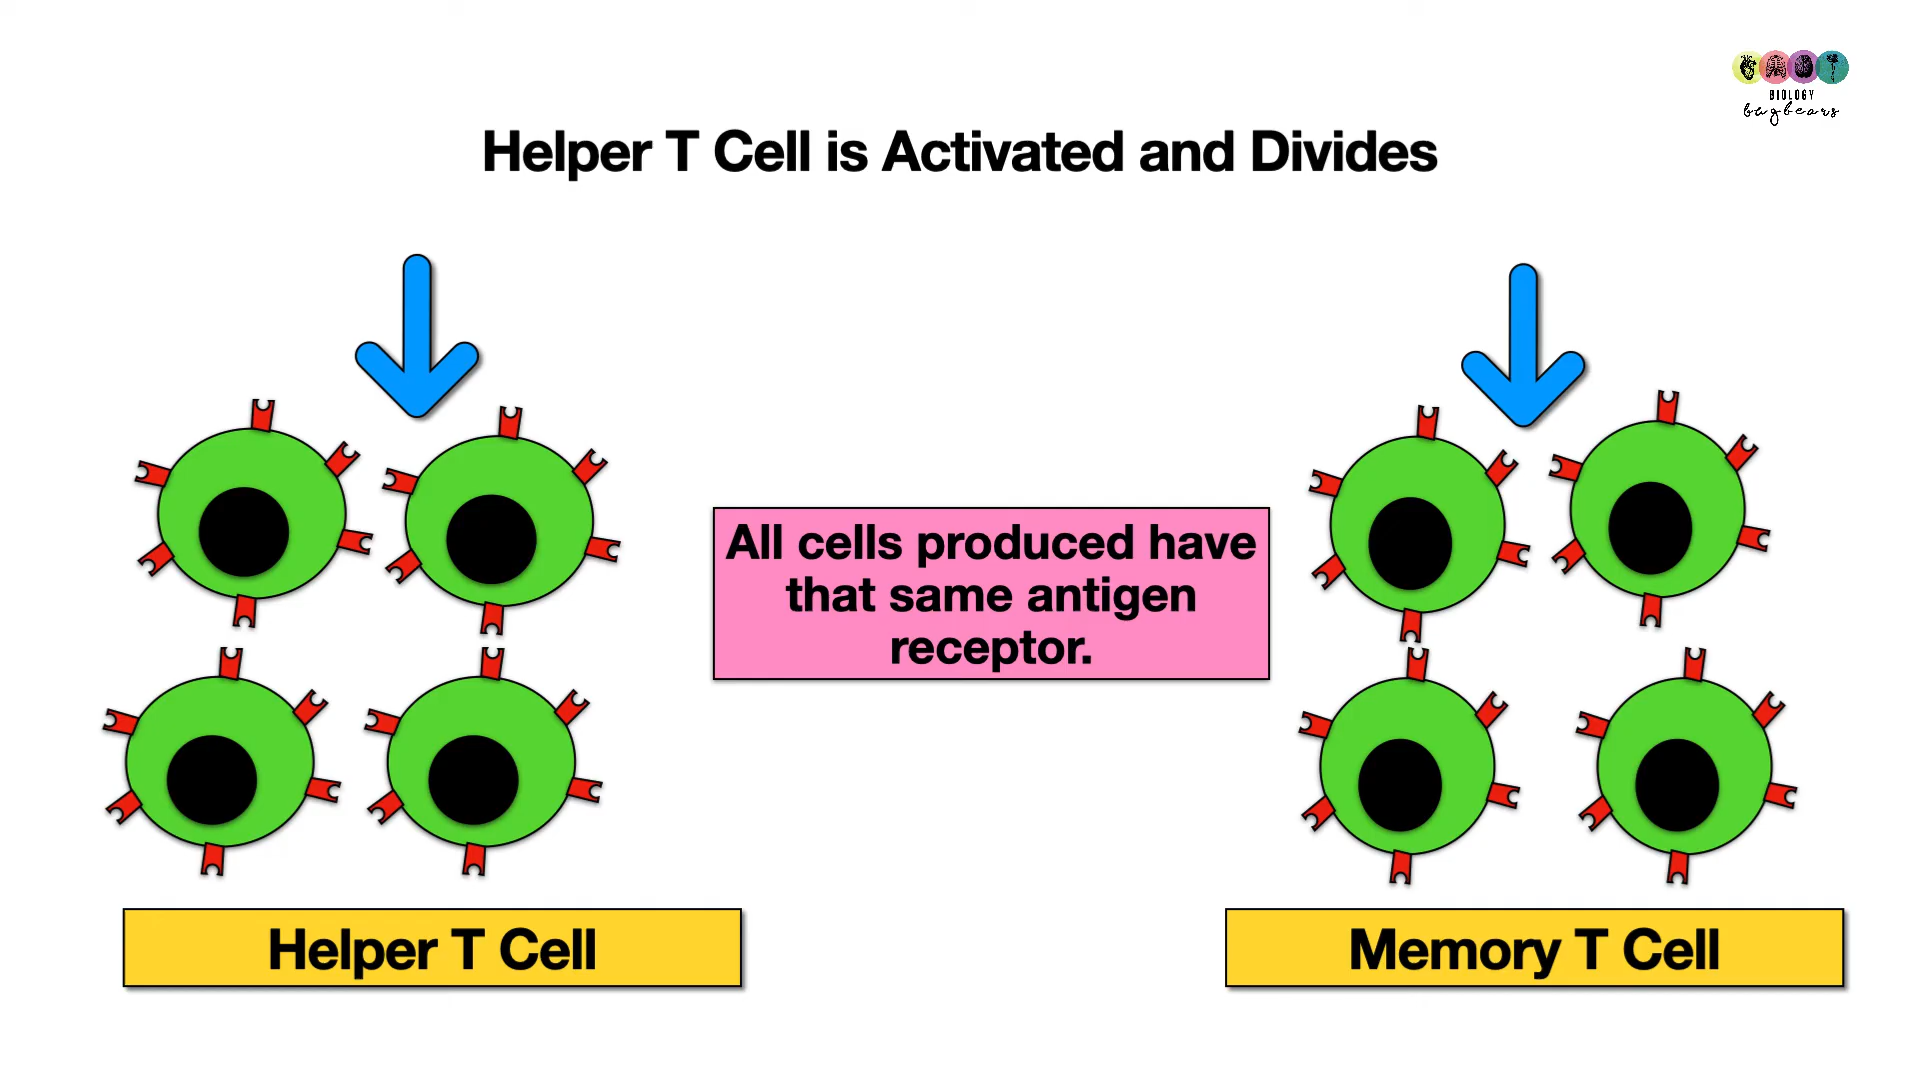 BIOLOGY
bugbears
Helper T Cell is Activated and Divides
All cells produced have
that same antigen
receptor.
Helper T Cell
Memory T Cell